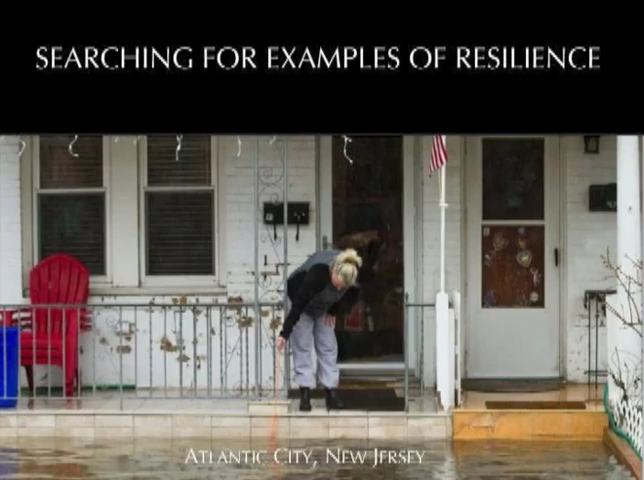 SEARCHING FOR EXAMPLES OF RESILIENCE
ATLANTIC CITY, NEW JERSEY